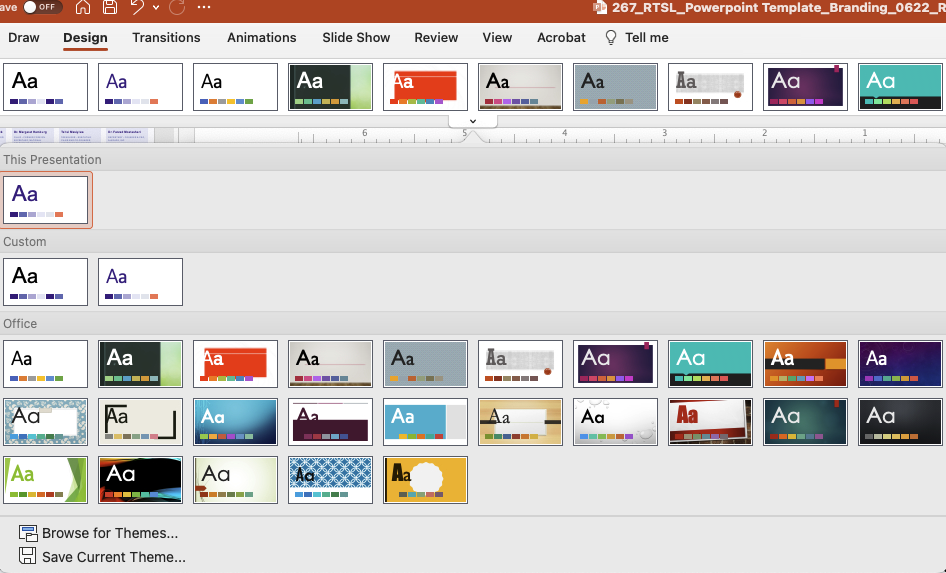 ave OFF ··· 267_RTSL_Powerpoint Template_Branding_0622_R
Draw Design Transitions Animations Slide Show Review View Acrobat Tell me
Aa Aa Aa Aa Aa Aa Aa Aa Aa Aa
6 5 4 3 2 1
This Presentation
Aa
Custom
Aa Aa
Office
Aa Aa Aa Aa Aa Aa Aa Aa Aa Aa
Aa Aa Aa Aa Aa Aa Aa Aa Aa Aa
Aa Aa Aa Aa Aa
Browse for Themes...
Save Current Theme...